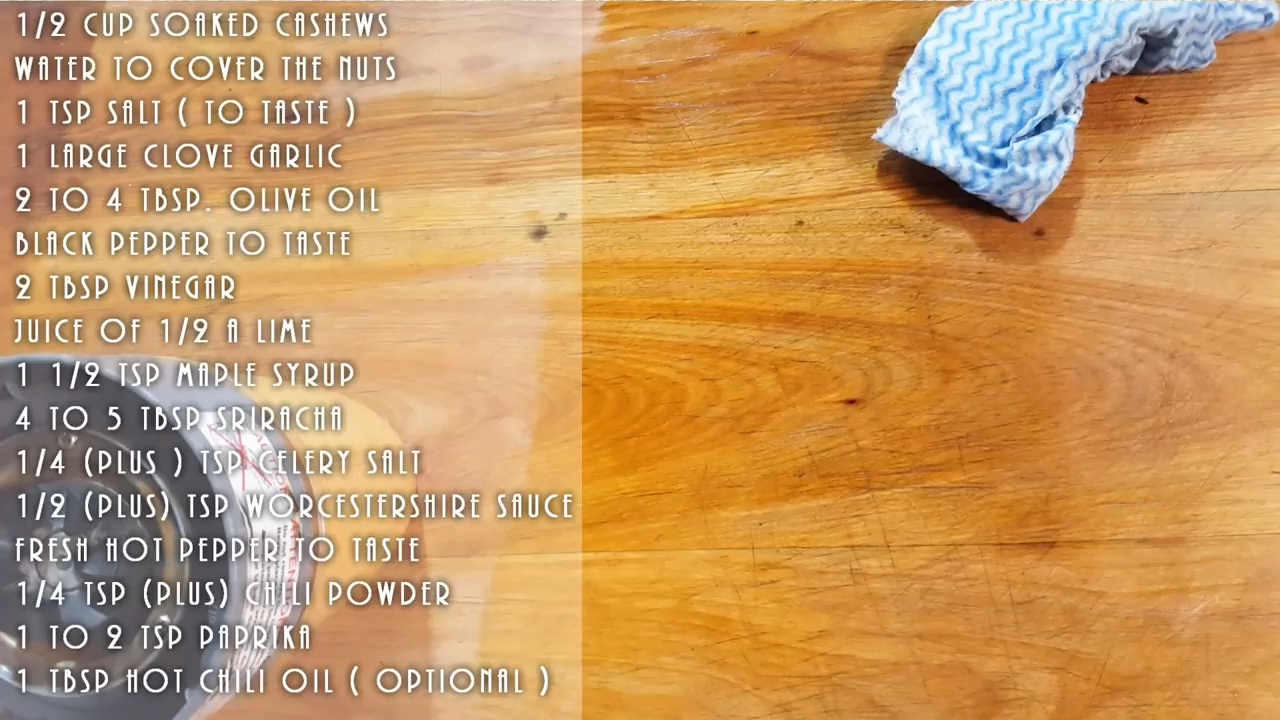 1/2 CUP SOAKED CASHEWS
WATER TO COVER THE NUTS
1 TSP SALT ( TO TASTE )
1 LARGE CLOVE GARLIC
2 TO 4 TBSP. OLIVE OIL
BLACK PEPPER TO TASTE
2 TBSP VINEGAR
JUICE OF 1/2 A LIME
1 1/2 TSP MAPLE SYRUP
4 TO 5 TBSP SRIRACHA
1/4 (PLUS ) TSP CELERY SALT
1/2 (PLUS) TSP WORCESTERSHIRE SAUCE
FRESH HOT PEPPER TO TASTE
1/4 TSP (PLUS) CHILI POWDER
1 TO 2 TSP PAPRIKA
1 TBSP HOT CHILI OIL ( OPTIONAL )